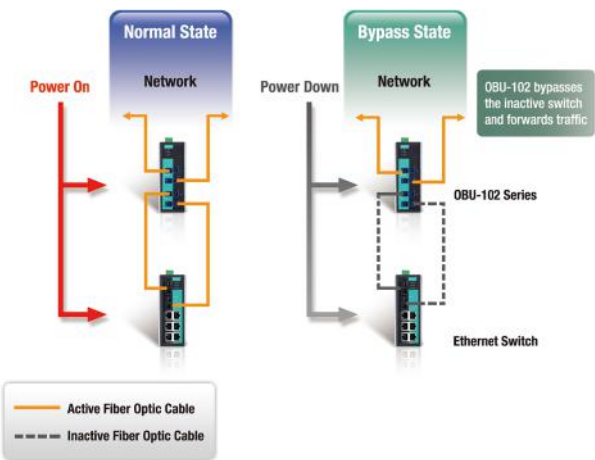 Normal State
Bypass State
Power On
Network
Power Down
Network
OBU-102 bypasses
the inactive switch
and forwards traffic
OBU-102 Series
Ethernet Switch
Active Fiber Optic Cable
Inactive Fiber Optic Cable